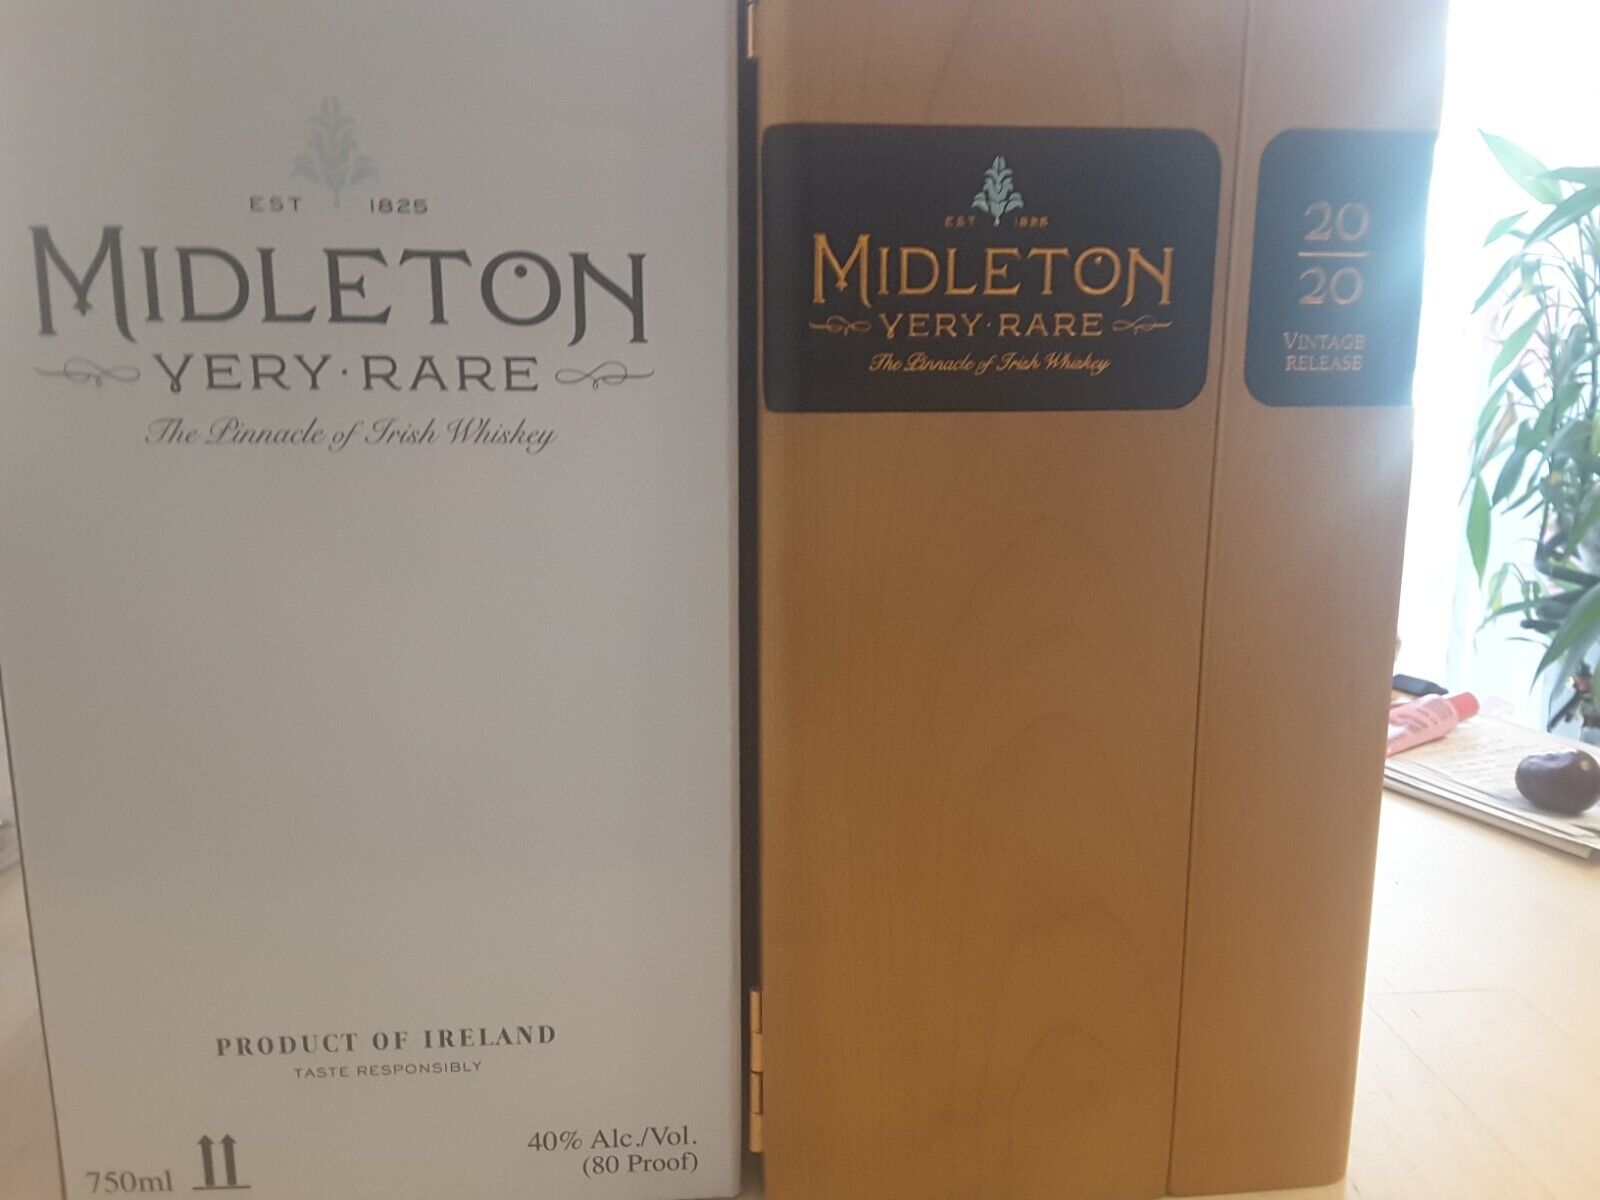 EST 1825
MIDLETON
VERY·RARE
The Pinnacle of Irish Whiskey
PRODUCT OF IRELAND
TASTE RESPONSIBLY
750ml
40% Alc./Vol.
(80 Proof)
EST 1825
MIDLETON
VERY·RARE
The Pinnacle of Irish Whiskey
20
20
VINTAGE
RELEASE